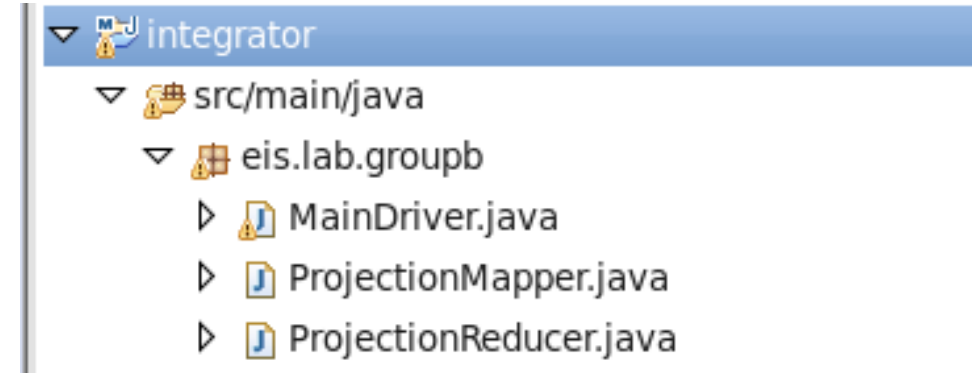 integrator
src/main/java
eis.lab.groupb
MainDriver.java
ProjectionMapper.java
ProjectionReducer.java